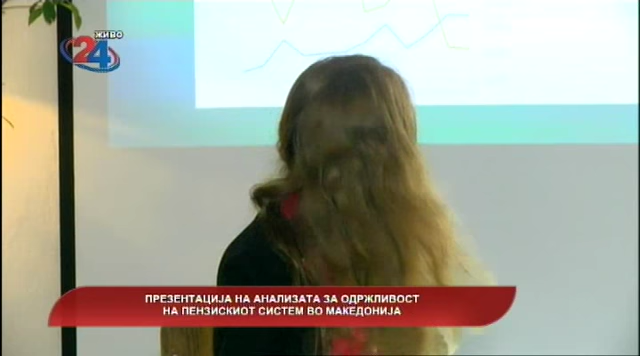 ЖИВО
24
ПРЕЗЕНТАЦИЈА НА АНАЛИЗАТА ЗА ОДРЖЛИВОСТ
НА ПЕНЗИСКИОТ СИСТЕМ ВО МАКЕДОНИЈА